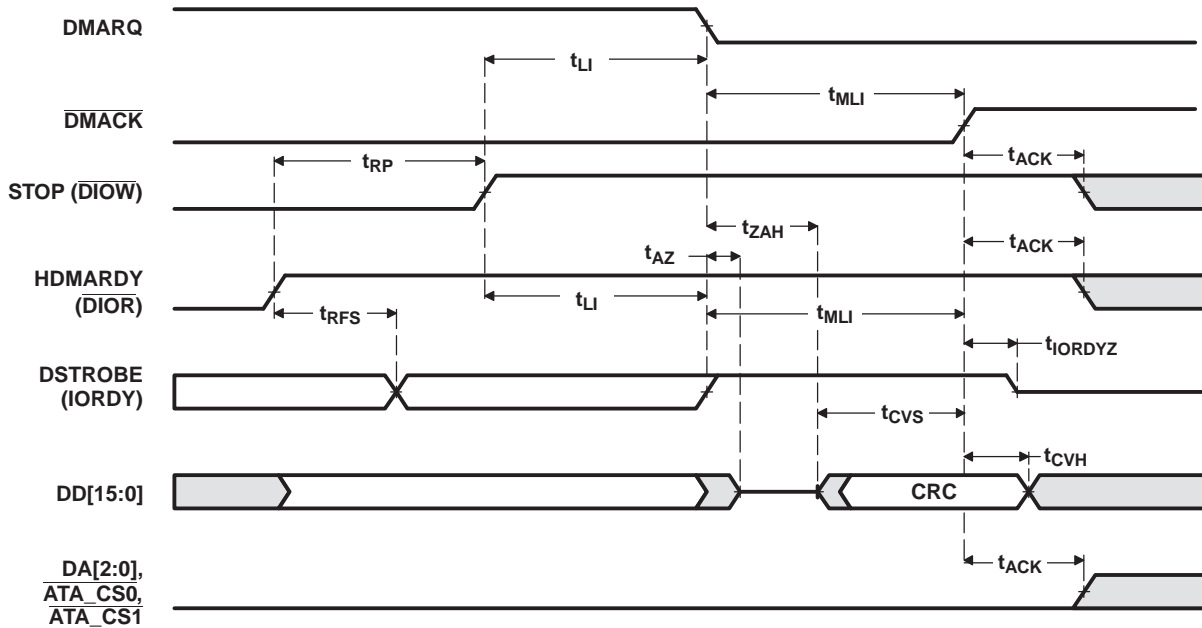 DMARQ
tLI
tMLI
DMACK
tRP
tACK
STOP (DIOW)
tZAH
tACK
tAZ
HDMARDY
(DIOR)
tLI
tMLI
tRFS
tIORDYZ
DSTROBE
(IORDY)
tCVS
tCVH
DD[15:0]
CRC
tACK
DA[2:0],
ATA_CS0,
ATA_CS1